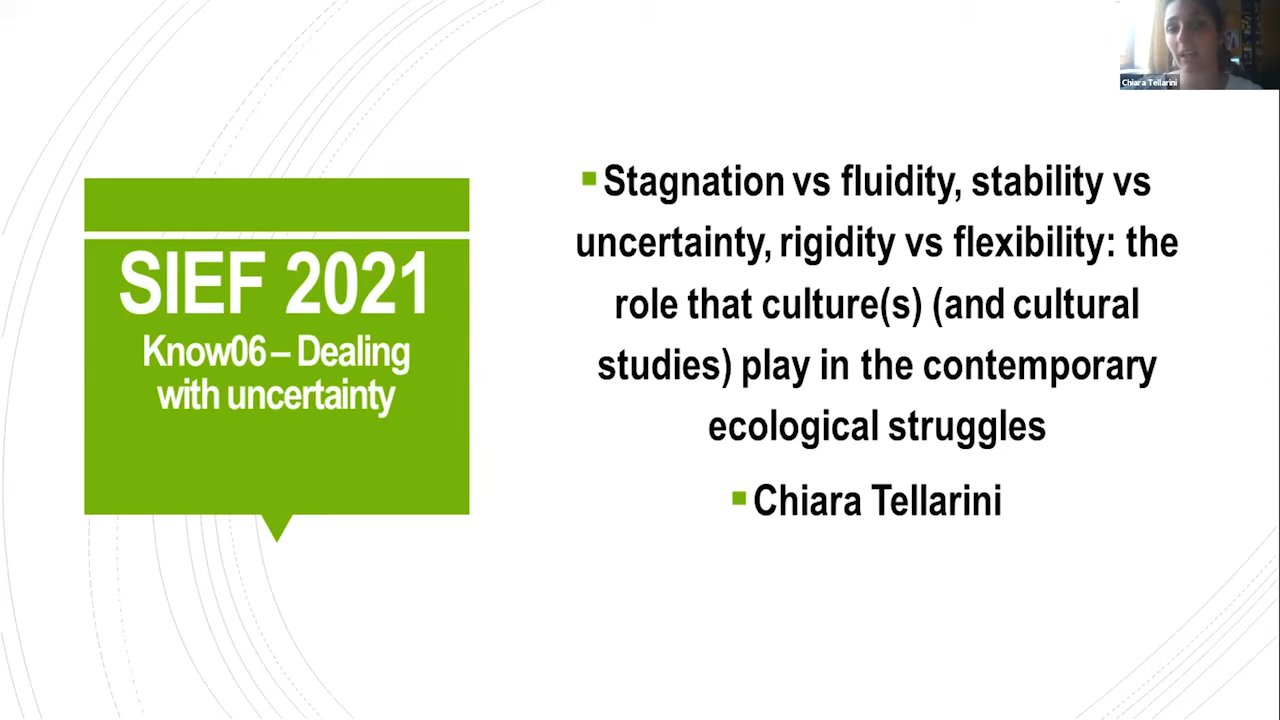 Chiara Tellarini
SIEF 2021
Know06 – Dealing
with uncertainty
Stagnation vs fluidity, stability vs
uncertainty, rigidity vs flexibility: the
role that culture(s) (and cultural
studies) play in the contemporary
ecological struggles
Chiara Tellarini